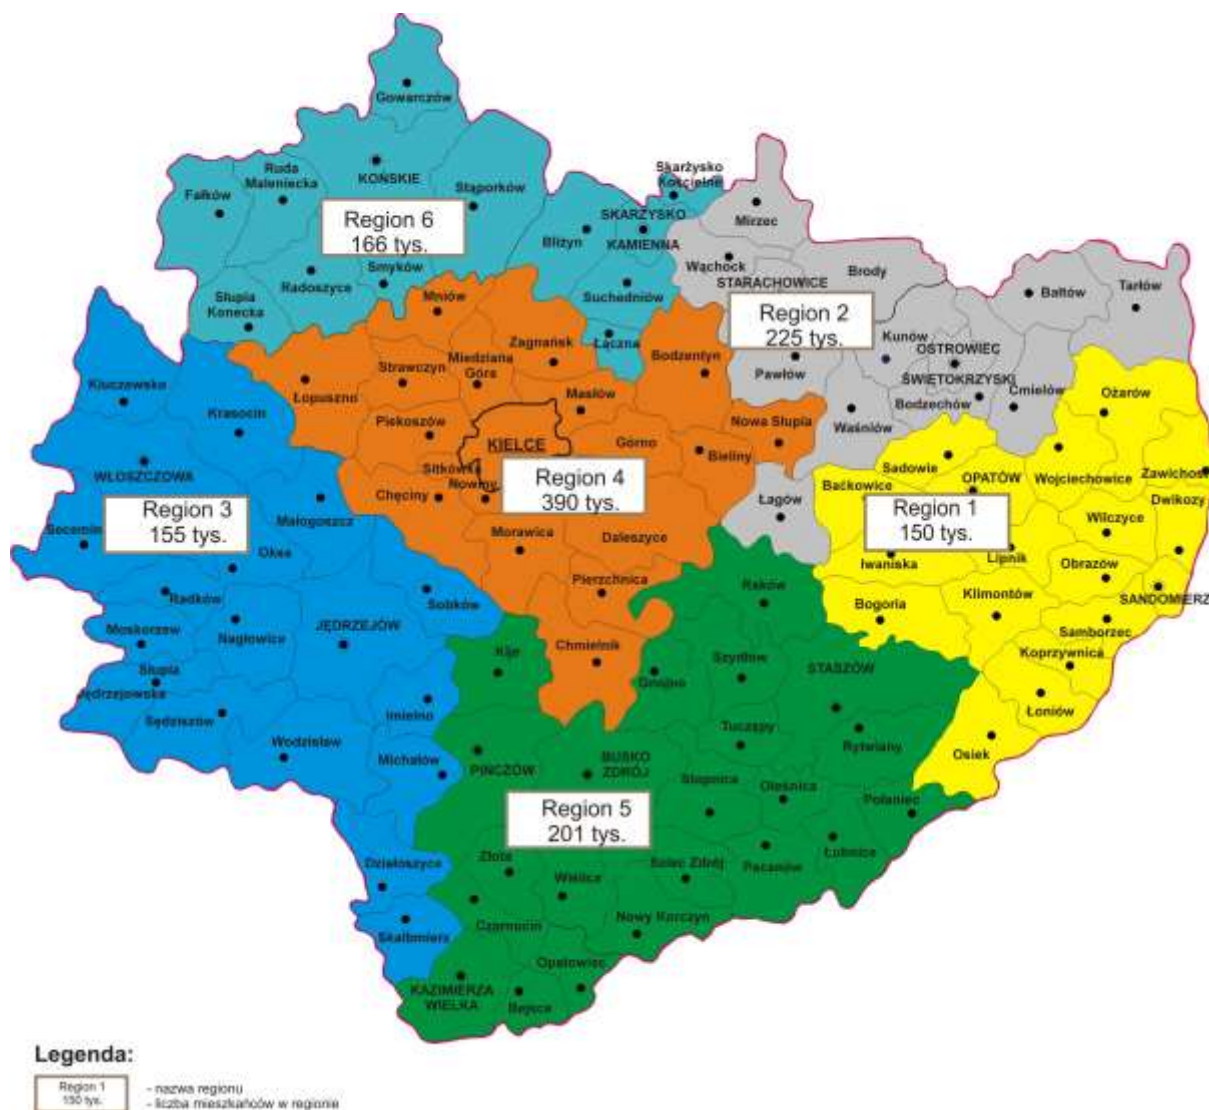 Gowarczów
Ruda
Maleniecka
KOŃSKIE
Fałków
Stąporków
Region 6
166 tys.
Smyków
Radoszyce
Słupia
Konecka
Skarżysko
Kościelne
SKARŻYSKO
KAMIENNA
Bliżyn
Suchedniów
Łączna
Mirzec
Wąchock
STARACHOWICE
Brody
Region 2
225 tys.
Bałtów
Tarłów
Kunów
OSTROWIEC
ŚWIĘTOKRZYSKI
Pawłów
Bodzechów
Ćmielów
Waśniów
Łagów
Mniów
Zagnańsk
Bodzentyn
Miedziana
Góra
Strawczyn
Łopuszno
Masłów
Piekoszów
KIELCE
Górno
Nowa Słupia
Bieliny
Sitkówka
Nowiny
Chęciny
Region 4
390 tys.
Morawica
Daleszyce
Pierzchnica
Chmielnik
Kluczewsko
Krasocin
WŁOSZCZOWA
Region 3
155 tys.
Małogoszcz
Secemin
Oksa
Radków
Sobków
Moskorzew
Nagłowice
JĘDRZEJÓW
Słupia
Jędrzejowska
Sędziszów
Imielno
Wodzisław
Michałów
Działoszyce
Skalbmierz
Ożarów
Sadowie
OPATÓW
Wojciechowice
Zawichost
Baćkowice
Dwikozy
Region 1
150 tys.
Wilczyce
Iwaniska
Lipnik
Obrazów
Bogoria
Klimontów
SANDOMIERZ
Samborzec
Koprzywnica
Łoniów
Osiek
Raków
Kije
Szydłów
STASZÓW
Gnojno
Tuczępy
Rytwiany
PIŃCZÓW
BUSKO
ZDRÓJ
Stopnica
Oleśnica
Połaniec
Region 5
201 tys.
Łubnice
Pacanów
Złota
Solec Zdrój
Wiślica
Czarnocin
Nowy Korczyn
Opatowiec
KAZIMIERZA
WIELKA
Bejsce
Legenda:
Region 1
150 tys.
- nazwa regionu
- liczba mieszkańców w regionie